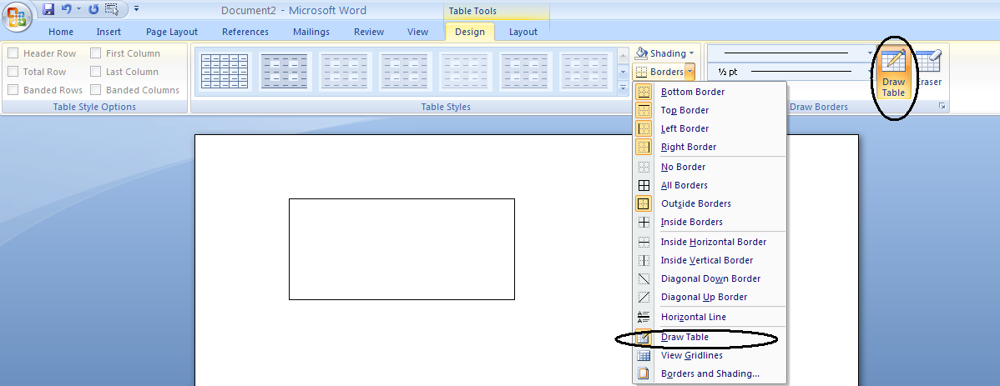 Document2 - Microsoft Word
Table Tools
Home Insert Page Layout References Mailings Review View Design Layout
Header Row First Column
Total Row Last Column
Banded Rows Banded Columns
Table Style Options
Table Styles
Shading
Borders
½ pt
Draw Table
Eraser
Draw Borders
Bottom Border
Top Border
Left Border
Right Border
No Border
All Borders
Outside Borders
Inside Borders
Inside Horizontal Border
Inside Vertical Border
Diagonal Down Border
Diagonal Up Border
Horizontal Line
Draw Table
View Gridlines
Borders and Shading...